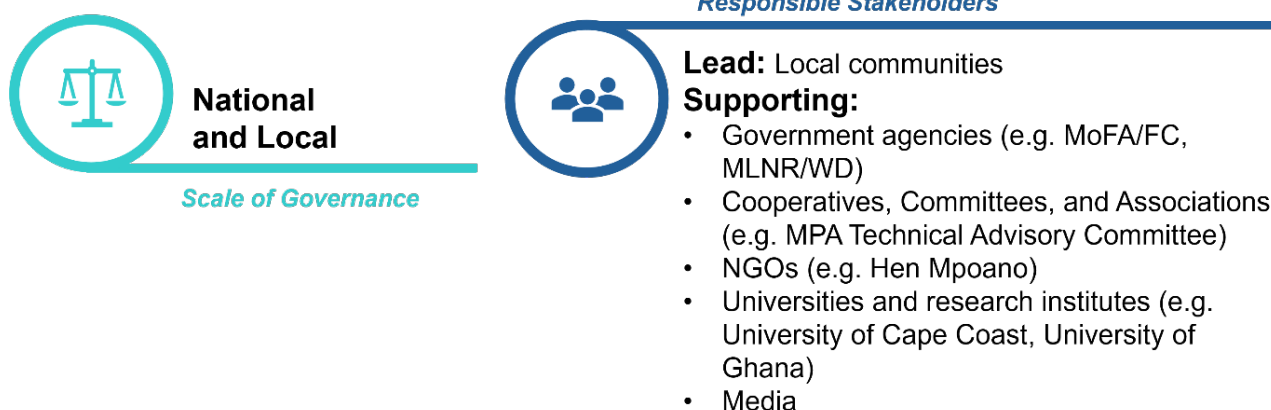 National
and Local
Scale of Governance
Responsible Stakeholders
Lead: Local communities
Supporting:
• Government agencies (e.g. MoFA/FC,
MLNR/WD)
• Cooperatives, Committees, and Associations
(e.g. MPA Technical Advisory Committee)
• NGOs (e.g. Hen Mpoano)
• Universities and research institutes (e.g.
University of Cape Coast, University of
Ghana)
• Media